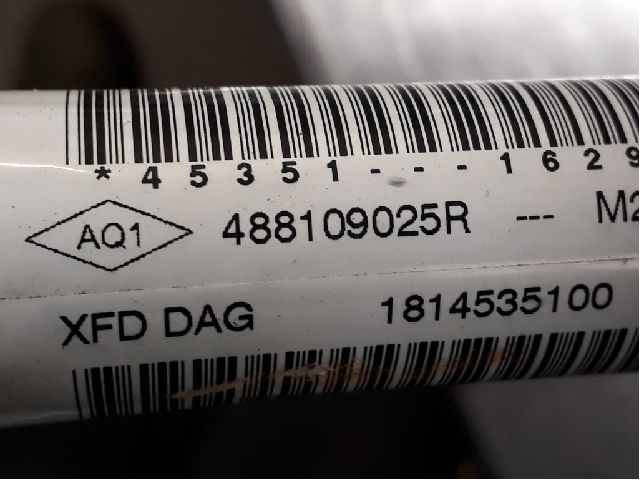 *45351---1629
AQ1 488109025R --- M2
XFD DAG 1814535100